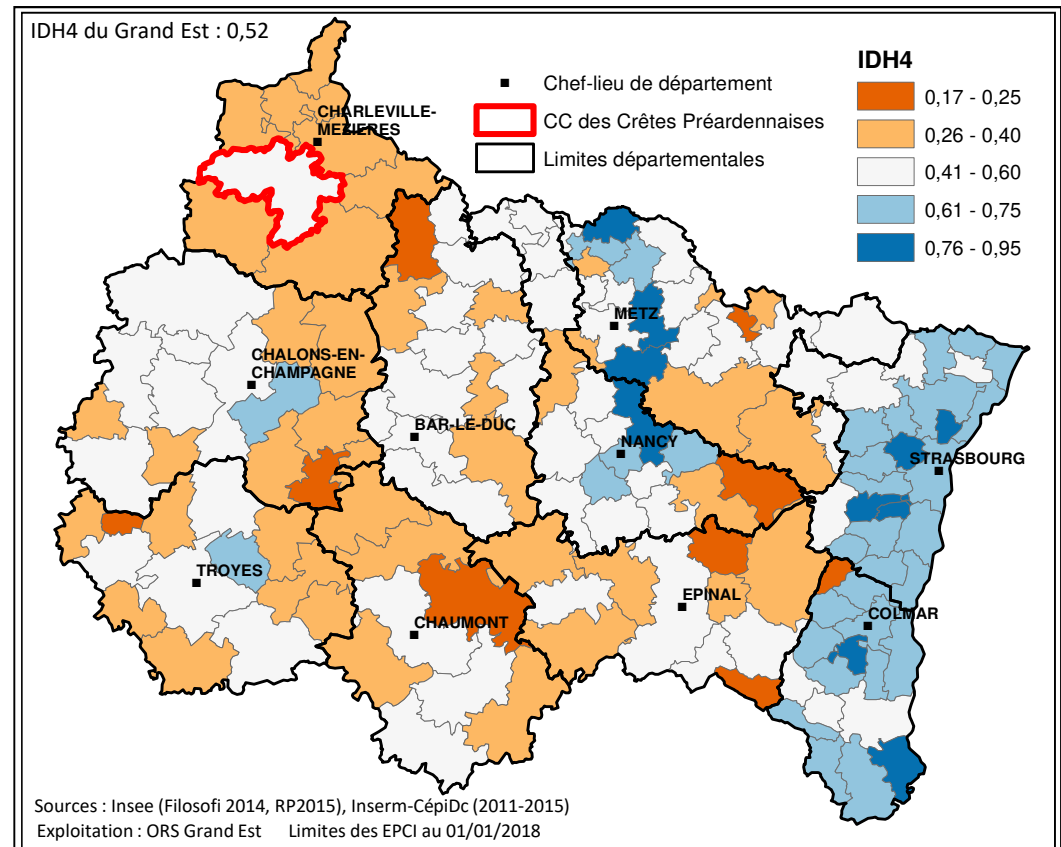 IDH4 du Grand Est : 0,52
IDH4
Chef-lieu de département
CC des Crêtes Préardennaises
Limites départementales
0,17 - 0,25
0,26 - 0,40
0,41 - 0,60
0,61 - 0,75
0,76 - 0,95
CHARLEVILLE-
MEZIERES
METZ
CHALONS-EN-
CHAMPAGNE
BAR-LE-DUC
NANCY
STRASBOURG
TROYES
EPINAL
CHAUMONT
COLMAR
Sources : Insee (Filosofi 2014, RP2015), Inserm-CépiDc (2011-2015)
Exploitation : ORS Grand Est Limites des EPCI au 01/01/2018